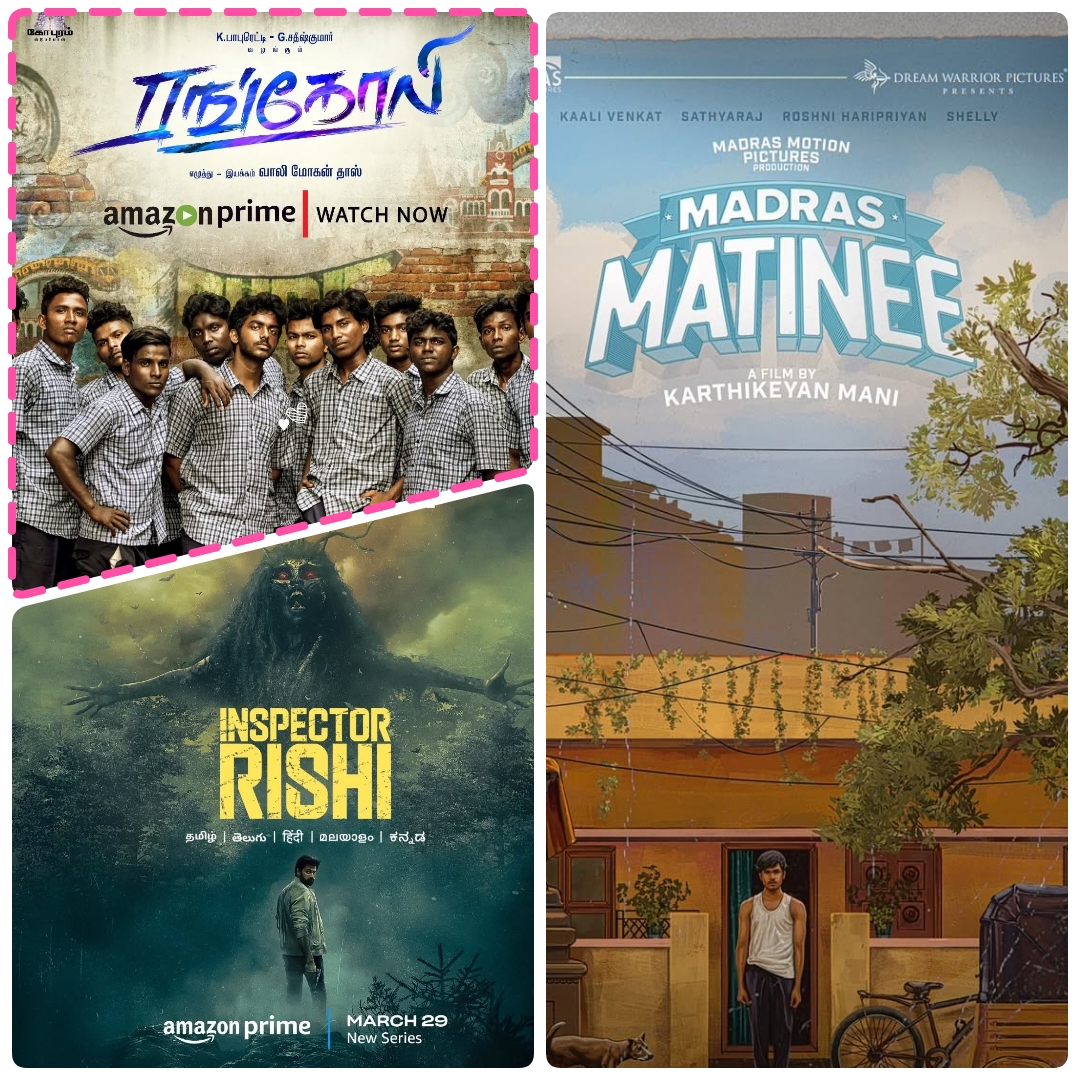 கோபுரம்
K.பாபுரெட்டி - G.சதீஷ்குமார்
வழங்கும்
ரங்கோலி
எழுத்து - இயக்கம் வாலி மோகன் தாஸ்
amazon prime | WATCH NOW
INSPECTOR
RISHI
தமிழ் | తెలుగు | हिंदी | മലയാളം | ಕನ್ನಡ
amazon prime | MARCH 29
New Series
DREAM WARRIOR PICTURES
PRESENTS
KAALI VENKAT SATHYARAJ ROSHNI HARIPRIYAN SHELLY
MADRAS MOTION
PICTURES
PRODUCTION
MADRAS
MATINEE
A FILM BY
KARTHIKEYAN MANI